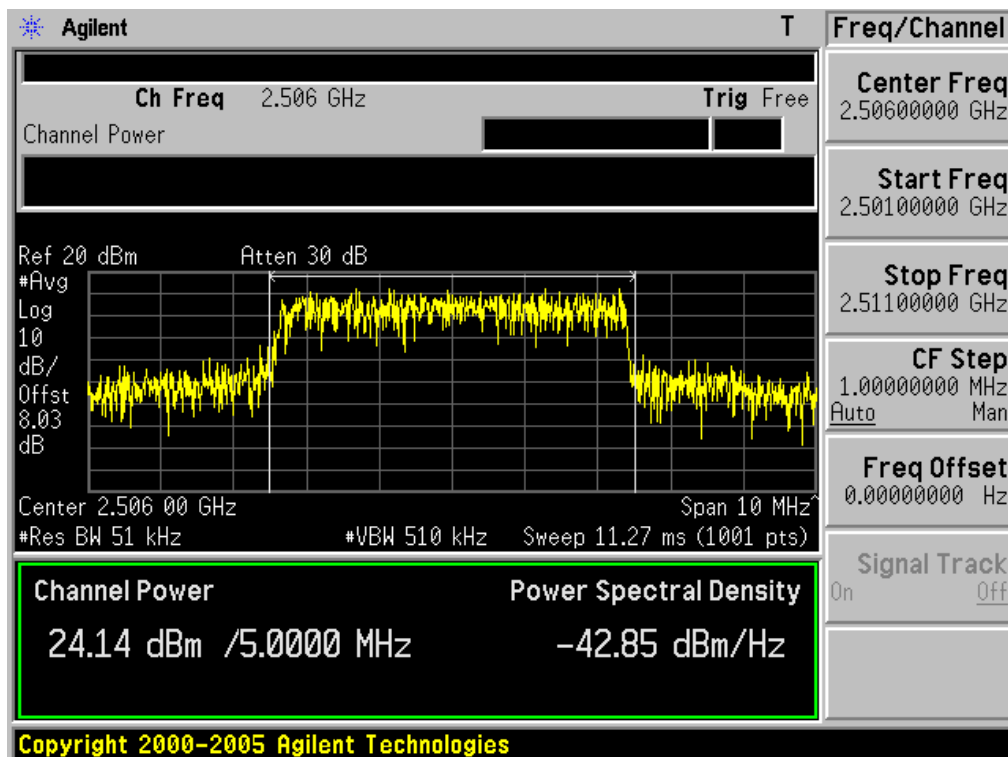 Agilent T Freq/Channel
Ch Freq 2.506 GHz Trig Free
Channel Power
Center Freq
2.50600000 GHz
Start Freq
2.50100000 GHz
Stop Freq
2.51100000 GHz
CF Step
1.00000000 MHz
Auto Man
Freq Offset
0.00000000 Hz
Signal Track
On Off
Ref 20 dBm Atten 30 dB
#Avg
Log
10
dB/
Offst
8.03
dB
Center 2.506 00 GHz Span 10 MHz^
#Res BW 51 kHz #VBW 510 kHz Sweep 11.27 ms (1001 pts)
Channel Power Power Spectral Density
24.14 dBm /5.0000 MHz -42.85 dBm/Hz
Copyright 2000-2005 Agilent Technologies